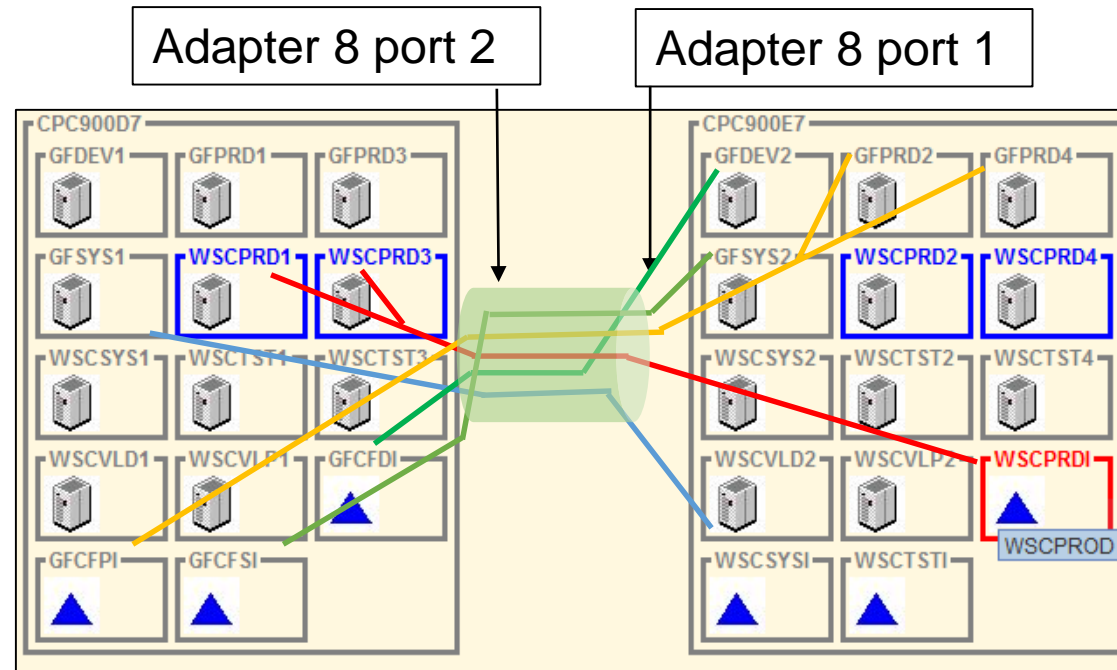 Adapter 8 port 2
Adapter 8 port 1
CPC900D7
GFDEV1 GFPRD1 GFPRD3
GFSYS1 WSCPRD1 WSCPRD3
WSCSYS1 WSCTST1 WSCTST3
WSCVLD1 WSCVLP1 GFCFDI
GFCFPI GFCFSI
CPC900E7
GFDEV2 GFPRD2 GFPRD4
GFSYS2 WSCPRD2 WSCPRD4
WSCSYS2 WSCTST2 WSCTST4
WSCVLD2 WSCVLP2 WSCPRDI
WSCPROD
WSCSYSI WSCTSTI